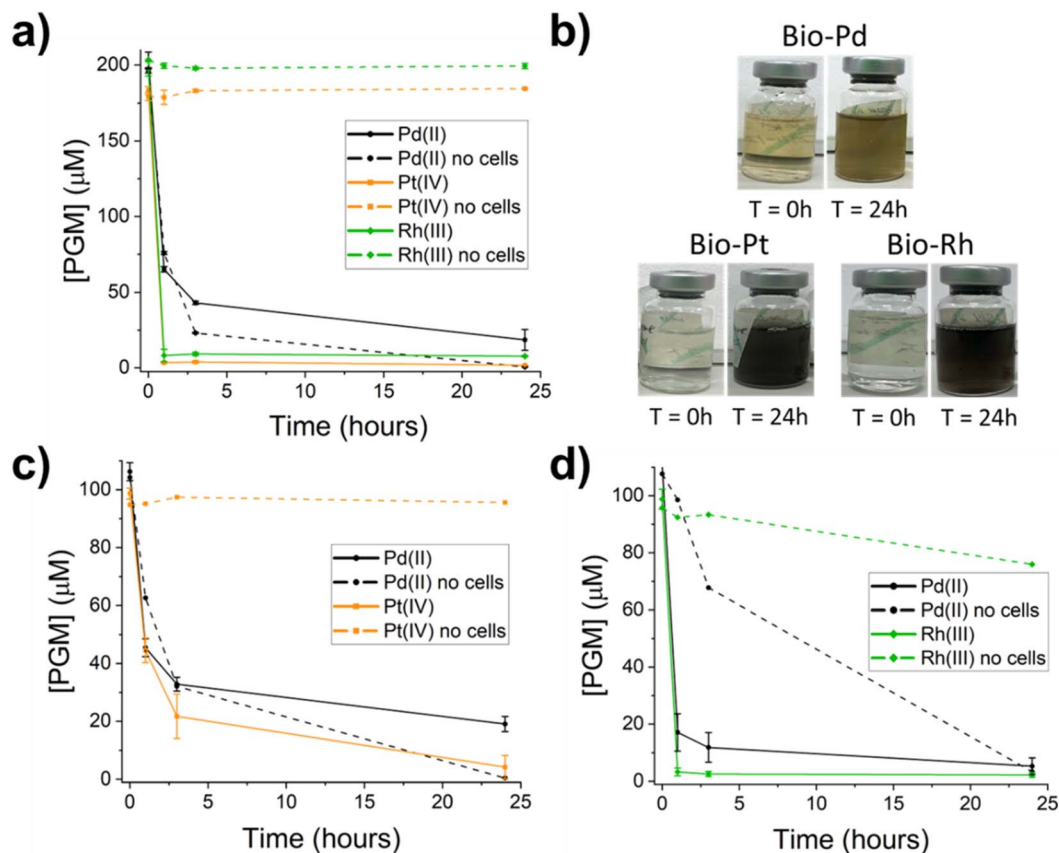 a)
[PGM] (μM)
200
150
100
50
0
0 5 10 15 20 25
Time (hours)
Pd(II)
Pd(II) no cells
Pt(IV)
Pt(IV) no cells
Rh(III)
Rh(III) no cells
b)
Bio-Pd
T = 0h T = 24h
Bio-Pt Bio-Rh
T = 0h T = 24h T = 0h T = 24h
c)
[PGM] (μM)
100
80
60
40
20
0
0 5 10 15 20 25
Time (hours)
Pd(II)
Pd(II) no cells
Pt(IV)
Pt(IV) no cells
d)
[PGM] (μM)
100
80
60
40
20
0
0 5 10 15 20 25
Time (hours)
Pd(II)
Pd(II) no cells
Rh(III)
Rh(III) no cells